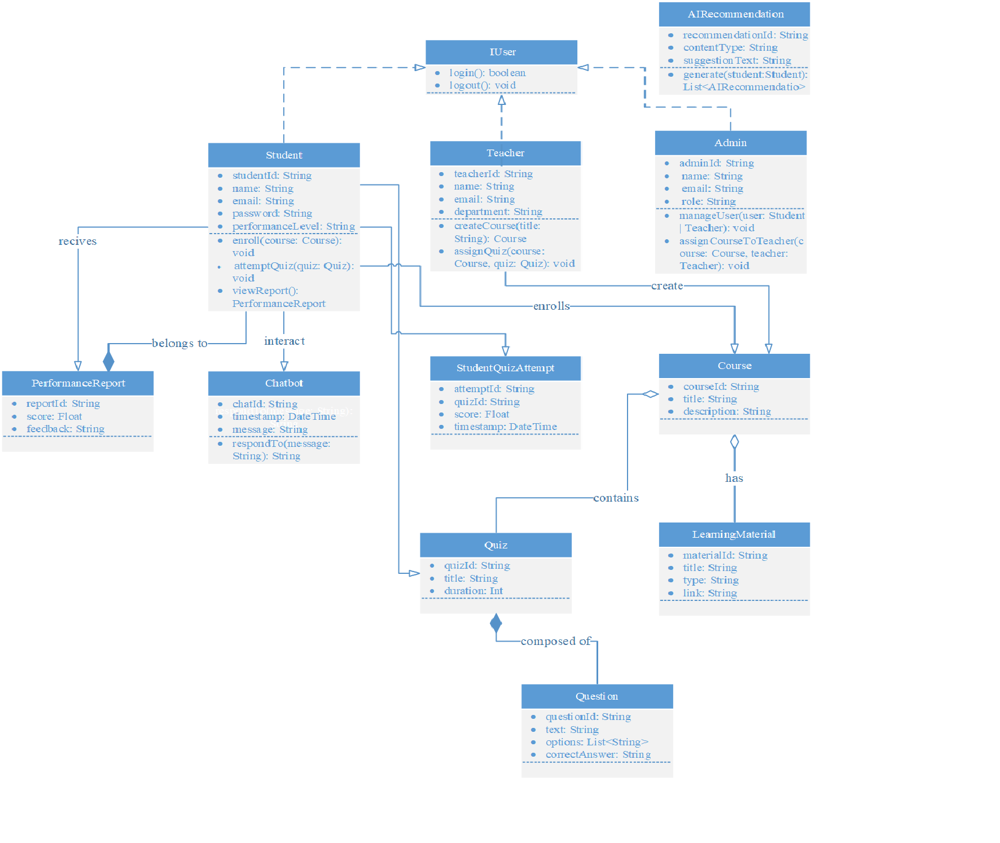 AIRecommendation
recommendationId: String
contentType: String
suggestionText: String
generate(student:Student):
List<AIRecommendatio>
IUser
login(): boolean
logout(): void
Student
studentId: String
name: String
email: String
password: String
performanceLevel: String
enroll(course: Course):
void
attemptQuiz(quiz: Quiz):
void
viewReport():
PerformanceReport
Teacher
teacherId: String
name: String
email: String
department: String
createCourse(title:
String): Course
assignQuiz(course:
Course, quiz: Quiz): void
Admin
adminId: String
name: String
email: String
role: String
manageUser(user: Student
| Teacher): void
assignCourseToTeacher(c
ourse: Course, teacher:
Teacher): void
recives
create
enrolls
belongs to
interact
PerformanceReport
reportId: String
score: Float
feedback: String
Chatbot
chatId: String
timestamp: DateTime
message: String
respondTo(message:
String): String
StudentQuizAttempt
attemptId: String
quizId: String
score: Float
timestamp: DateTime
Course
courseId: String
title: String
description: String
has
contains
Quiz
quizId: String
title: String
duration: Int
LearningMaterial
materialId: String
title: String
type: String
link: String
composed of
Question
questionId: String
text: String
options: List<String>
correctAnswer: String